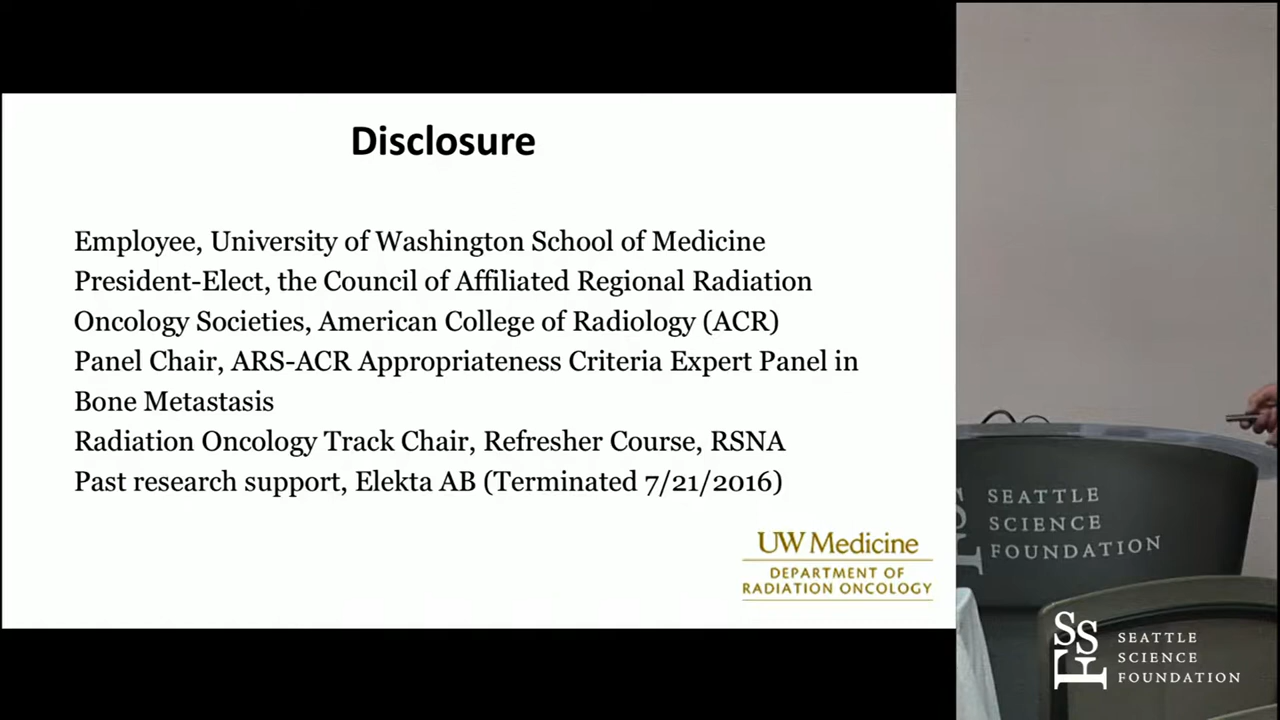 Disclosure
Employee, University of Washington School of Medicine
President-Elect, the Council of Affiliated Regional Radiation
Oncology Societies, American College of Radiology (ACR)
Panel Chair, ARS-ACR Appropriateness Criteria Expert Panel in
Bone Metastasis
Radiation Oncology Track Chair, Refresher Course, RSNA
Past research support, Elekta AB (Terminated 7/21/2016)
UW Medicine
DEPARTMENT OF
RADIATION ONCOLOGY
SEATTLE
SCIENCE
FOUNDATION
SSF
SEATTLE
SCIENCE
FOUNDATION